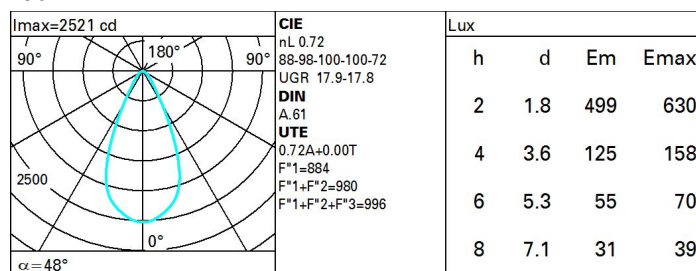 Imax=2521 cd
90° 180° 90°
2500
0°
α=48°
CIE
nL 0.72
88-98-100-100-72
UGR 17.9-17.8
DIN
A.61
UTE
0.72A+0.00T
F"1=884
F"1+F"2=980
F"1+F"2+F"3=996
Lux
h d Em Emax
2 1.8 499 630
4 3.6 125 158
6 5.3 55 70
8 7.1 31 39